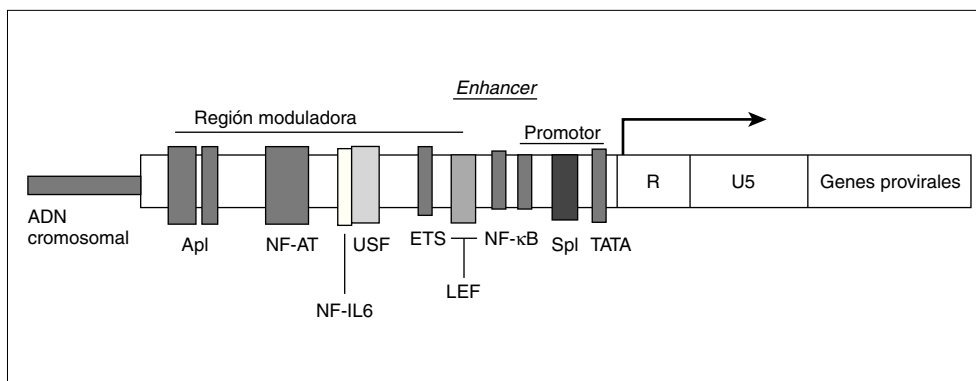 Enhancer
Región moduladora
Promotor
R
U5
Genes provirales
ADN
cromosomal
Apl
NF-AT
USF
ETS
NF-κB
Spl
TATA
LEF
NF-IL6